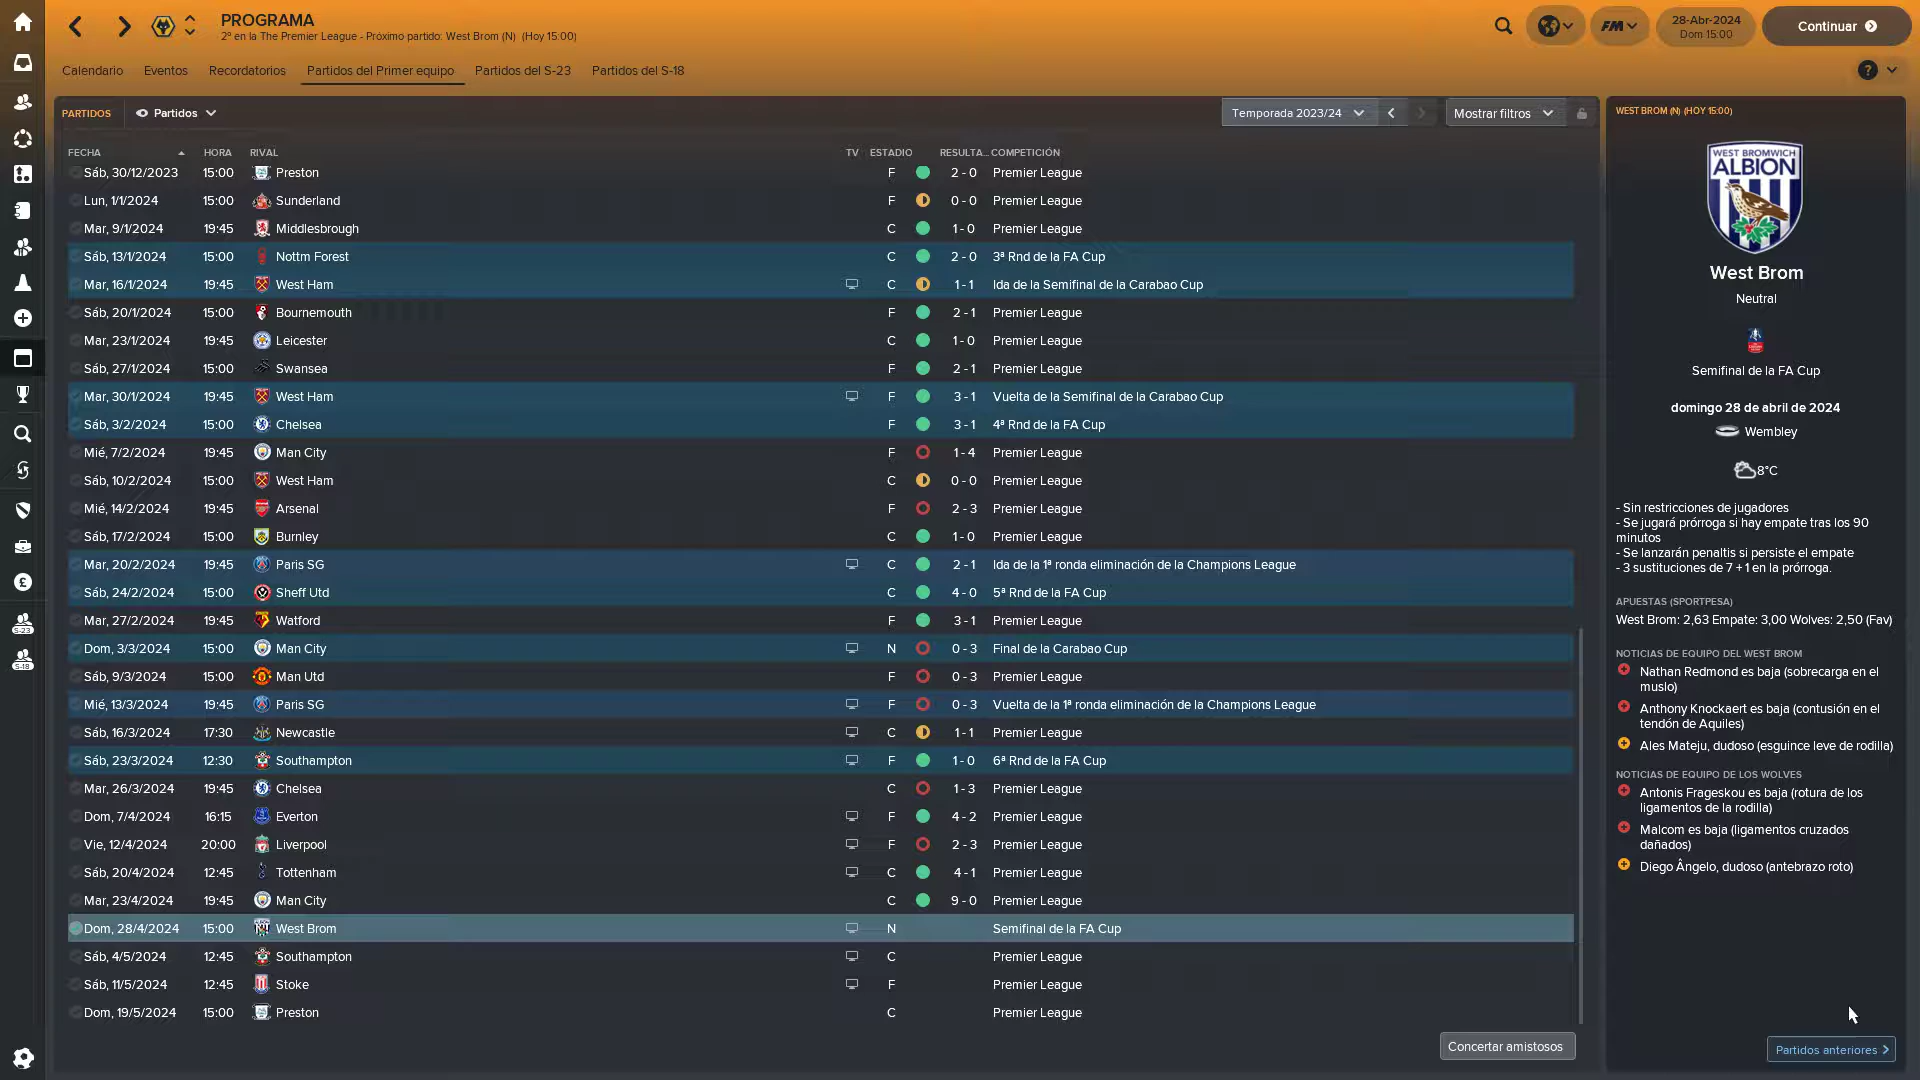 PROGRAMA
2º en la The Premier League - Próximo partido: West Brom (N) (Hoy 15:00)
FM
28-Abr-2024
Dom 15:00
Continuar
Calendario Eventos Recordatorios Partidos del Primer equipo Partidos del S-23 Partidos del S-18
?
PARTIDOS Partidos Temporada 2023/24 Mostrar filtros
FECHA HORA RIVAL TV ESTADIO RESULTA... COMPETICIÓN
Sáb, 30/12/2023 15:00 Preston F 2 - 0 Premier League
Lun, 1/1/2024 15:00 Sunderland F 0 - 0 Premier League
Mar, 9/1/2024 19:45 Middlesbrough C 1 - 0 Premier League
Sáb, 13/1/2024 15:00 Nottm Forest C 2 - 0 3ª Rnd de la FA Cup
Mar, 16/1/2024 19:45 West Ham C 1 - 1 Ida de la Semifinal de la Carabao Cup
Sáb, 20/1/2024 15:00 Bournemouth F 2 - 1 Premier League
Mar, 23/1/2024 19:45 Leicester C 1 - 0 Premier League
Sáb, 27/1/2024 15:00 Swansea F 2 - 1 Premier League
Mar, 30/1/2024 19:45 West Ham F 3 - 1 Vuelta de la Semifinal de la Carabao Cup
Sáb, 3/2/2024 15:00 Chelsea F 3 - 1 4ª Rnd de la FA Cup
Mié, 7/2/2024 19:45 Man City F 1 - 4 Premier League
Sáb, 10/2/2024 15:00 West Ham C 0 - 0 Premier League
Mié, 14/2/2024 19:45 Arsenal F 2 - 3 Premier League
Sáb, 17/2/2024 15:00 Burnley C 1 - 0 Premier League
Mar, 20/2/2024 19:45 Paris SG C 2 - 1 Ida de la 1ª ronda eliminación de la Champions League
Sáb, 24/2/2024 15:00 Sheff Utd C 4 - 0 5ª Rnd de la FA Cup
Mar, 27/2/2024 19:45 Watford F 3 - 1 Premier League
Dom, 3/3/2024 15:00 Man City N 0 - 3 Final de la Carabao Cup
Sáb, 9/3/2024 15:00 Man Utd F 0 - 3 Premier League
Mié, 13/3/2024 19:45 Paris SG F 0 - 3 Vuelta de la 1ª ronda eliminación de la Champions League
Sáb, 16/3/2024 17:30 Newcastle C 1 - 1 Premier League
Sáb, 23/3/2024 12:30 Southampton F 1 - 0 6ª Rnd de la FA Cup
Mar, 26/3/2024 19:45 Chelsea C 1 - 3 Premier League
Dom, 7/4/2024 16:15 Everton F 4 - 2 Premier League
Vie, 12/4/2024 20:00 Liverpool F 2 - 3 Premier League
Sáb, 20/4/2024 12:45 Tottenham C 4 - 1 Premier League
Mar, 23/4/2024 19:45 Man City C 9 - 0 Premier League
Dom, 28/4/2024 15:00 West Brom N Semifinal de la FA Cup
Sáb, 4/5/2024 12:45 Southampton C Premier League
Sáb, 11/5/2024 12:45 Stoke F Premier League
Dom, 19/5/2024 15:00 Preston C Premier League
Concertar amistosos
S-23
S-18
WEST BROM (N) (HOY 15:00)
WEST BROMWICH
ALBION
West Brom
Neutral
Semifinal de la FA Cup
domingo 28 de abril de 2024
Wembley
8°C
- Sin restricciones de jugadores
- Se jugará prórroga si hay empate tras los 90
minutos
- Se lanzarán penaltis si persiste el empate
- 3 sustituciones de 7 + 1 en la prórroga.
APUESTAS (SPORTPESA)
West Brom: 2,63 Empate: 3,00 Wolves: 2,50 (Fav)
NOTICIAS DE EQUIPO DEL WEST BROM
Nathan Redmond es baja (sobrecarga en el
muslo)
Anthony Knockaert es baja (contusión en el
tendón de Aquiles)
Ales Mateju, dudoso (esguince leve de rodilla)
NOTICIAS DE EQUIPO DE LOS WOLVES
Antonis Frageskou es baja (rotura de los
ligamentos de la rodilla)
Malcom es baja (ligamentos cruzados
dañados)
Diego Ângelo, dudoso (antebrazo roto)
Partidos anteriores